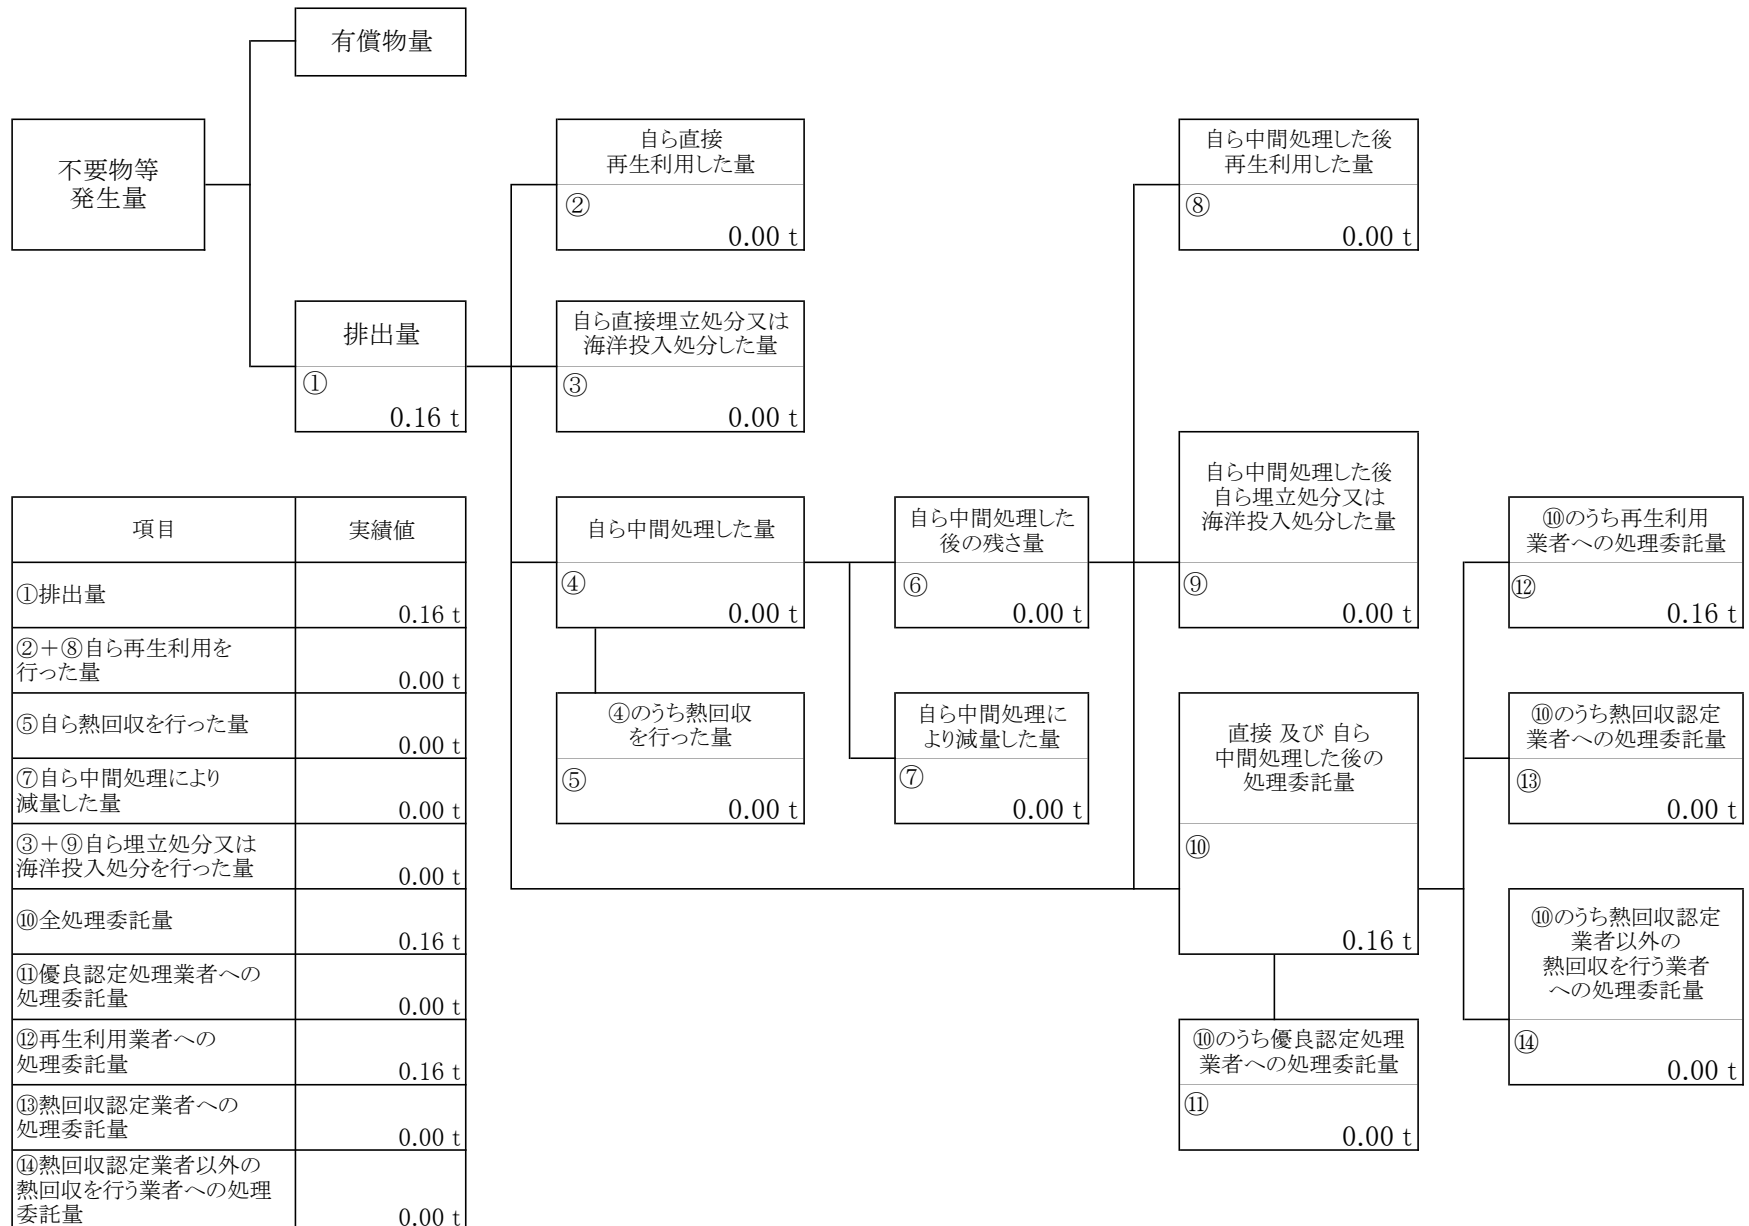 有償物量
不要物等
発生量
自ら直接
再生利用した量
②
0.00 t
自ら中間処理した後
再生利用した量
⑧
0.00 t
排出量
①
0.16 t
自ら直接埋立処分又は
海洋投入処分した量
③
0.00 t
自ら中間処理した量
④
0.00 t
自ら中間処理した
後の残さ量
⑥
0.00 t
自ら中間処理した後
自ら埋立処分又は
海洋投入処分した量
⑨
0.00 t
⑩のうち再生利用
業者への処理委託量
⑫
0.16 t
④のうち熱回収
を行った量
⑤
0.00 t
自ら中間処理に
より減量した量
⑦
0.00 t
直接 及び 自ら
中間処理した後の
処理委託量
⑩
0.16 t
⑩のうち熱回収認定
業者への処理委託量
⑬
0.00 t
⑩のうち熱回収認定
業者以外の
熱回収を行う業者
への処理委託量
⑭
0.00 t
⑩のうち優良認定処理
業者への処理委託量
⑪
0.00 t
項目 実績値
①排出量
0.16 t
②+⑧自ら再生利用を
行った量
0.00 t
⑤自ら熱回収を行った量
0.00 t
⑦自ら中間処理により
減量した量
0.00 t
③+⑨自ら埋立処分又は
海洋投入処分を行った量
0.00 t
⑩全処理委託量
0.16 t
⑪優良認定処理業者への
処理委託量
0.00 t
⑫再生利用業者への
処理委託量
0.16 t
⑬熱回収認定業者への
処理委託量
0.00 t
⑭熱回収認定業者以外の
熱回収を行う業者への処理
委託量
0.00 t